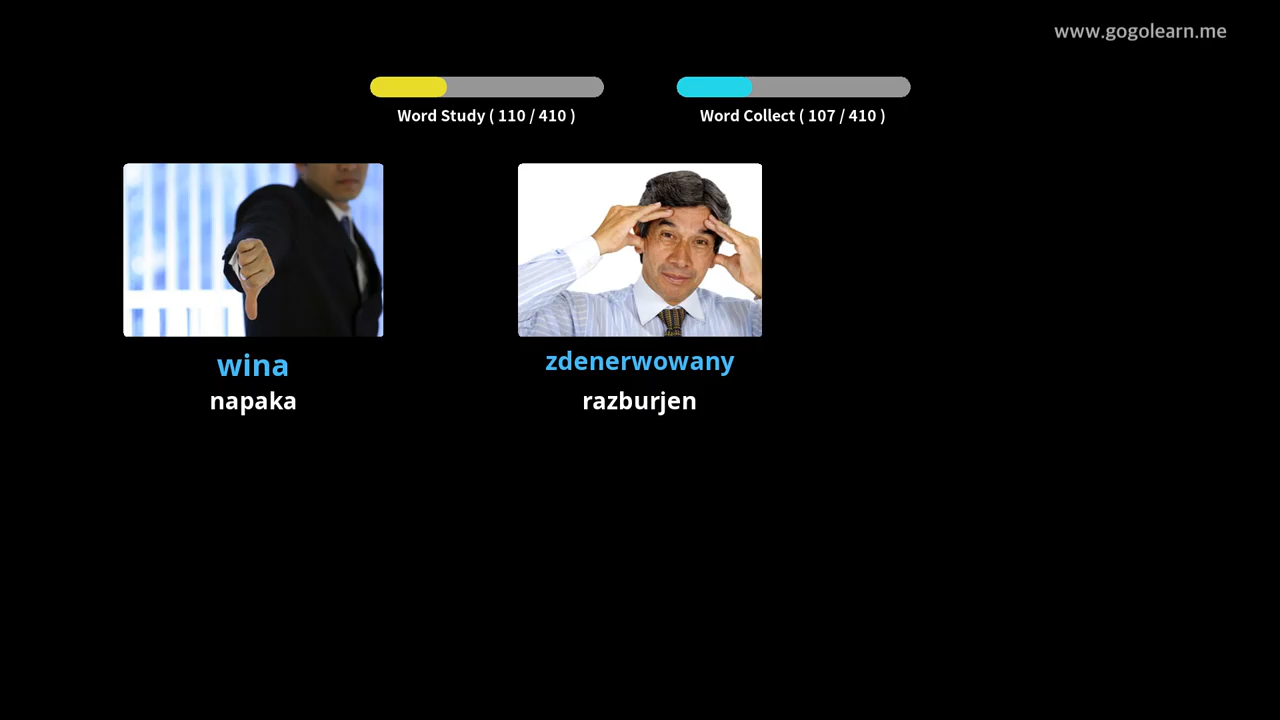 www.gogolearn.me
Word Study ( 110 / 410 )
Word Collect ( 107 / 410 )
wina
napaka
zdenerwowany
razburjen